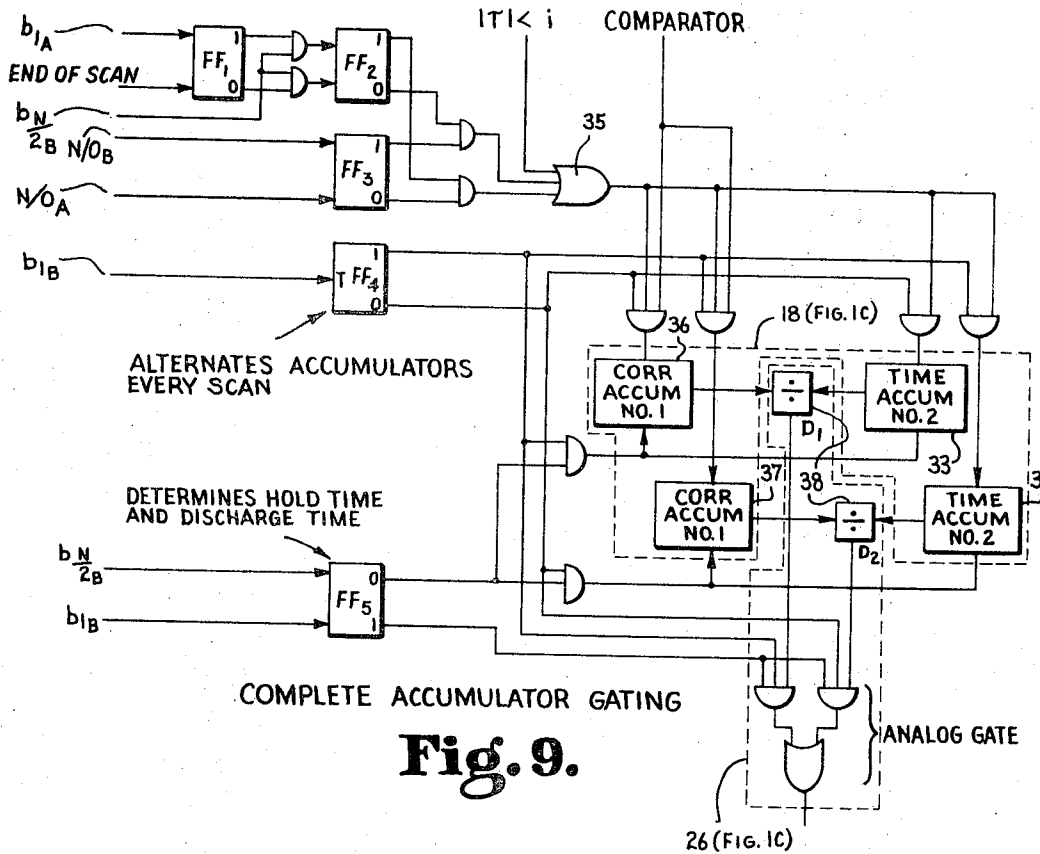 |T| < i COMPARATOR
b1A
END OF SCAN
bN/2B
N/OB
N/OA
b1B
1
FF1
0
1
FF2
0
1
FF3
0
35
1
T FF4
0
ALTERNATES ACCUMULATORS
EVERY SCAN
36
18 (FIG. 1C)
CORR
ACCUM
NO. 1
÷
D1
TIME
ACCUM
NO. 2
33
37
CORR
ACCUM
NO. 1
38
÷
D2
TIME
ACCUM
NO. 2
3
DETERMINES HOLD TIME
AND DISCHARGE TIME
bN/2B
b1B
0
FF5
1
COMPLETE ACCUMULATOR GATING
ANALOG GATE
Fig. 9.
26 (FIG. 1C)